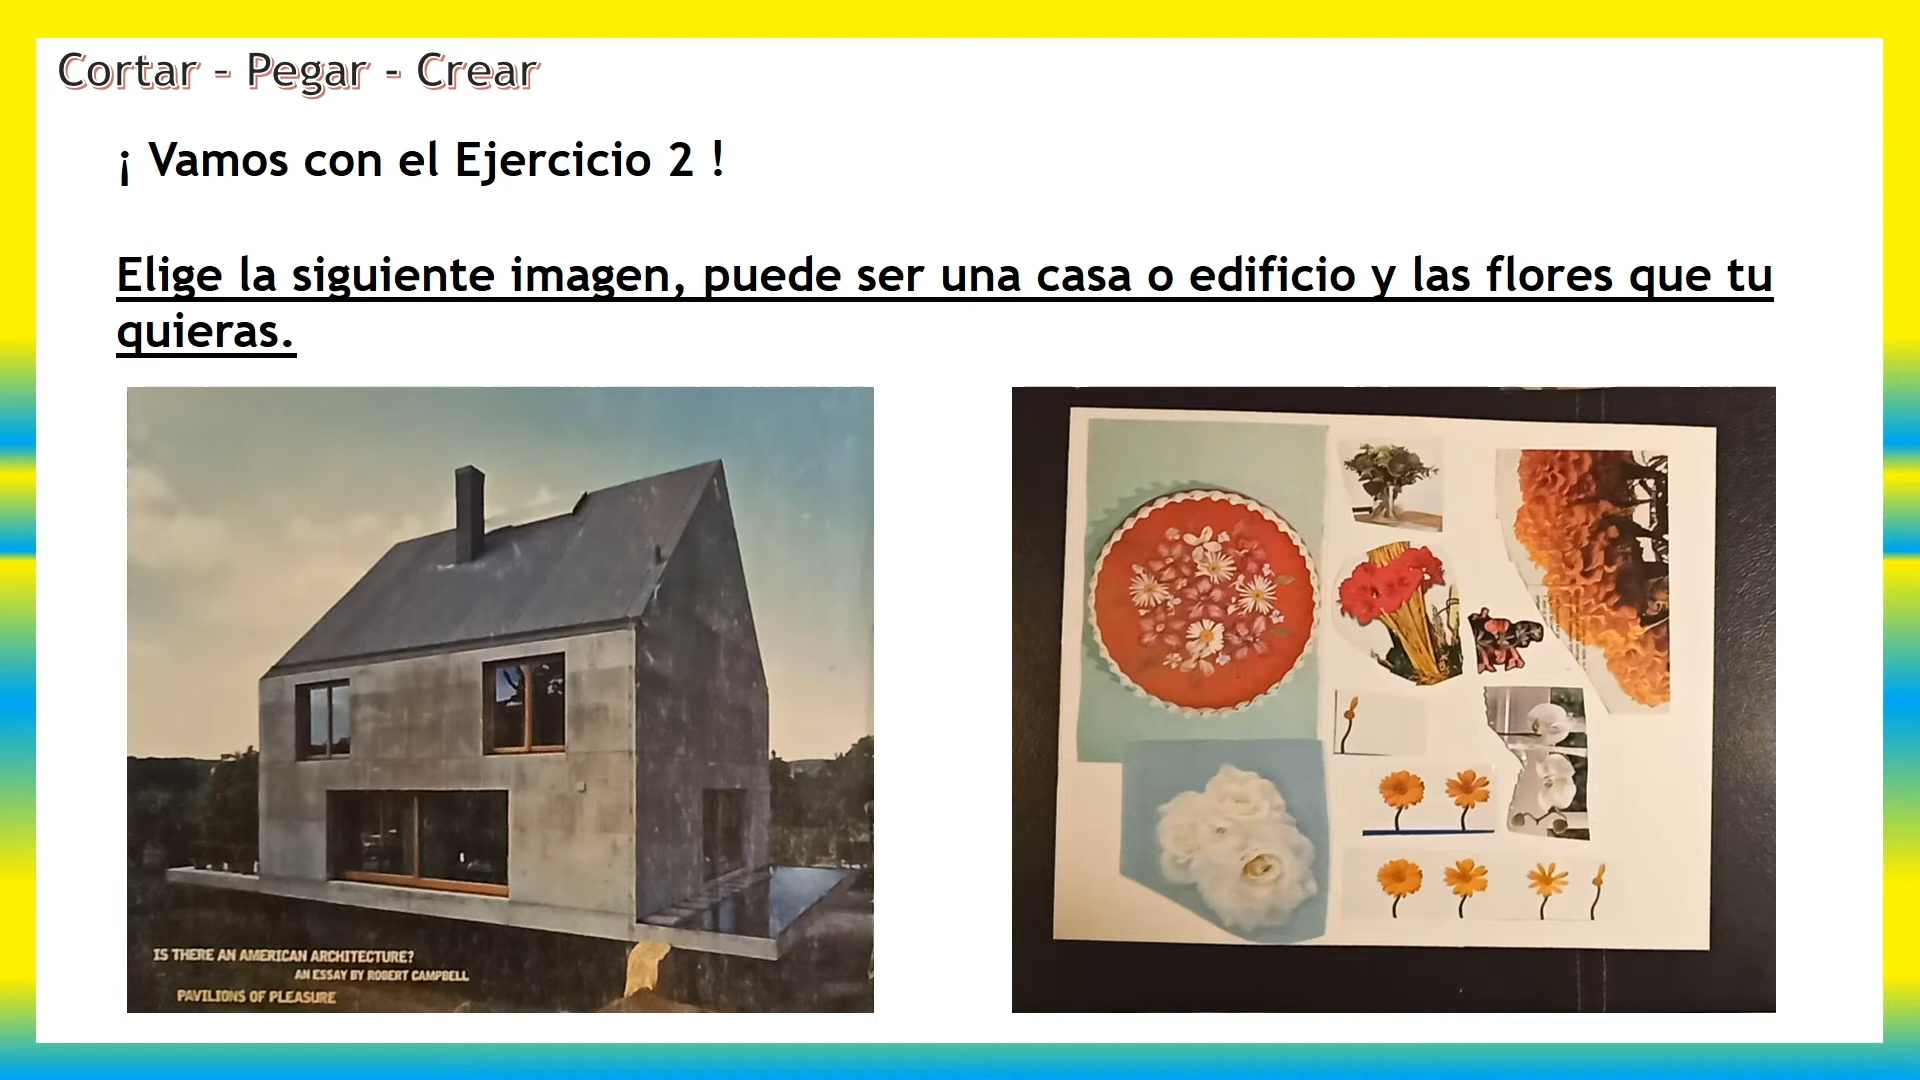 Cortar - Pegar - Crear
¡ Vamos con el Ejercicio 2 !
Elige la siguiente imagen, puede ser una casa o edificio y las flores que tu
quieras.
IS THERE AN AMERICAN ARCHITECTURE?
AN ESSAY BY ROBERT CAMPBELL
PAVILIONS OF PLEASURE